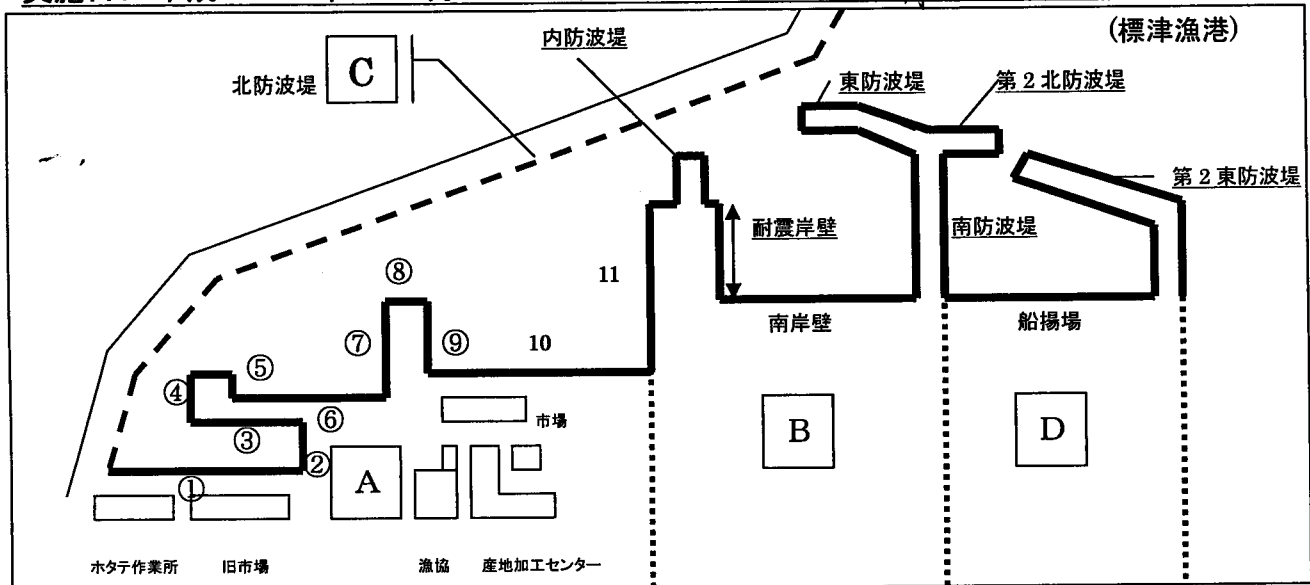 (標津漁港)
内防波堤
北防波堤
C
東防波堤
第2北防波堤
第2東防波堤
耐震岸壁
南防波堤
⑧
11
南岸壁
船揚場
⑦
⑨
10
⑤
④
⑥
市場
③
B
D
②
A
①
ホタテ作業所
旧市場
漁協
産地加工センター